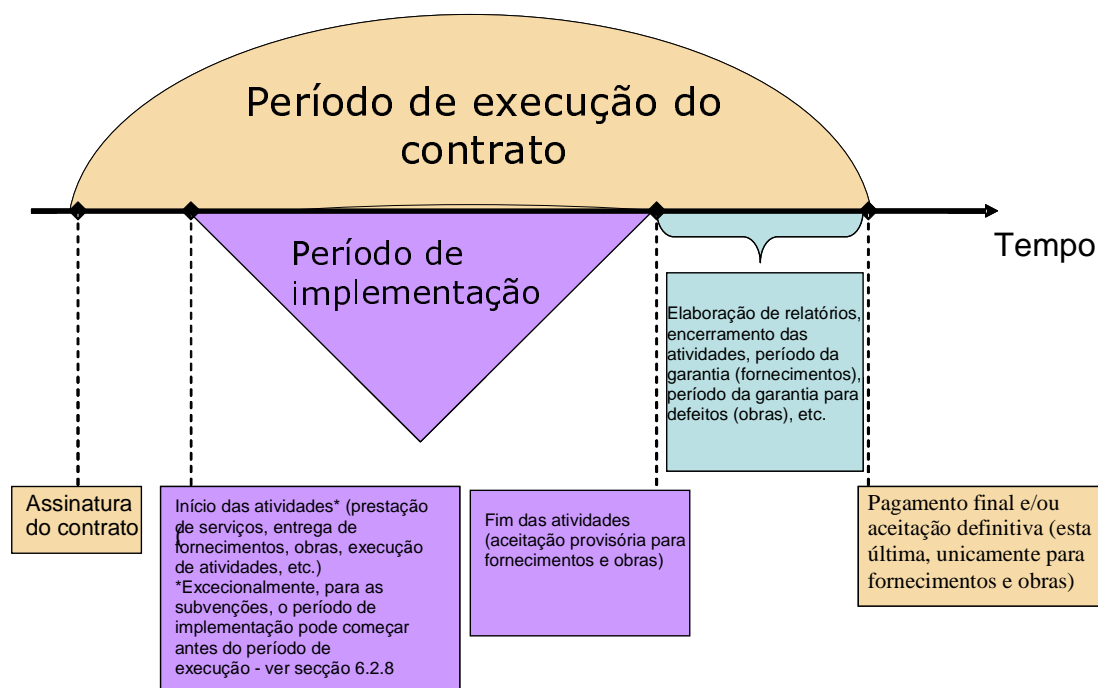 Período de execução do
contrato
Tempo
Período de
implementação
Elaboração de relatórios,
encerramento das
atividades, período da
garantia (fornecimentos),
período da garantia para
defeitos (obras), etc.
Assinatura
do contrato
Início das atividades* (prestação
de serviços, entrega de
fornecimentos, obras, execução
de atividades, etc.)
*Excecionalmente, para as
subvenções, o período de
implementação pode começar
antes do período de
execução - ver secção 6.2.8
Fim das atividades
(aceitação provisória para
fornecimentos e obras)
Pagamento final e/ou
aceitação definitiva (esta
última, unicamente para
fornecimentos e obras)